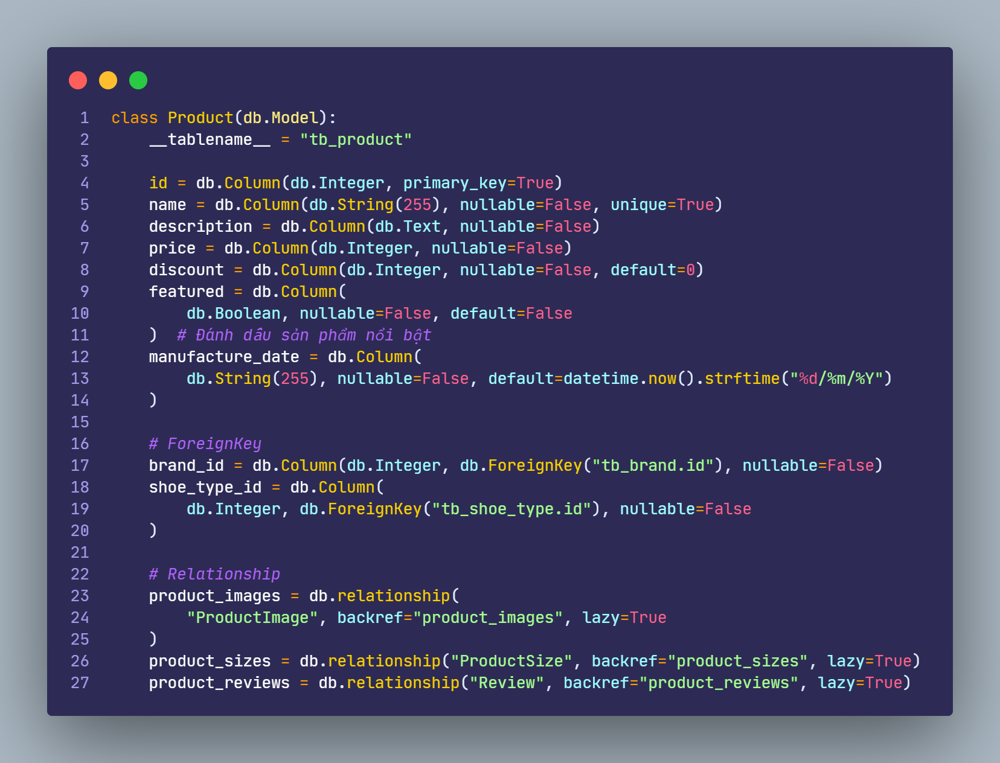 1 class Product(db.Model):
2     __tablename__ = "tb_product"
3
4     id = db.Column(db.Integer, primary_key=True)
5     name = db.Column(db.String(255), nullable=False, unique=True)
6     description = db.Column(db.Text, nullable=False)
7     price = db.Column(db.Integer, nullable=False)
8     discount = db.Column(db.Integer, nullable=False, default=0)
9     featured = db.Column(
10         db.Boolean, nullable=False, default=False
11     )  # Đánh dấu sản phẩm nổi bật
12     manufacture_date = db.Column(
13         db.String(255), nullable=False, default=datetime.now().strftime("%d/%m/%Y")
14     )
15
16     # ForeignKey
17     brand_id = db.Column(db.Integer, db.ForeignKey("tb_brand.id"), nullable=False)
18     shoe_type_id = db.Column(
19         db.Integer, db.ForeignKey("tb_shoe_type.id"), nullable=False
20     )
21
22     # Relationship
23     product_images = db.relationship(
24         "ProductImage", backref="product_images", lazy=True
25     )
26     product_sizes = db.relationship("ProductSize", backref="product_sizes", lazy=True)
27     product_reviews = db.relationship("Review", backref="product_reviews", lazy=True)